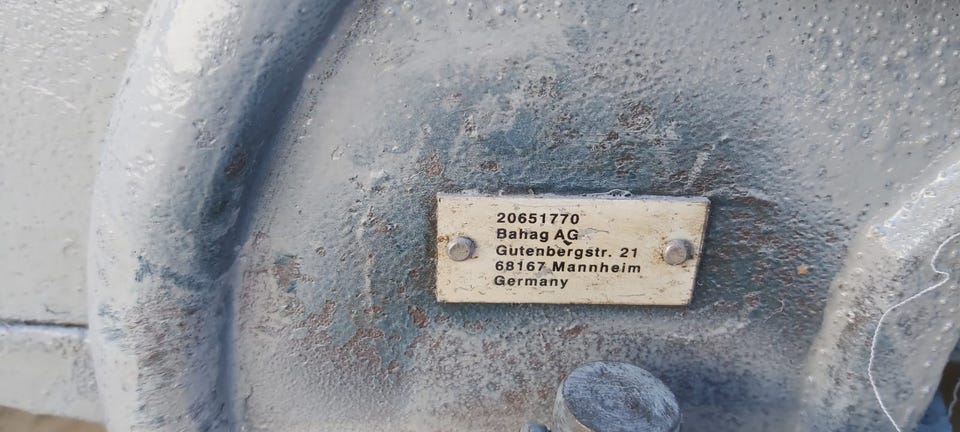 20651770
Bahag AG
Gutenbergstr. 21
68167 Mannheim
Germany